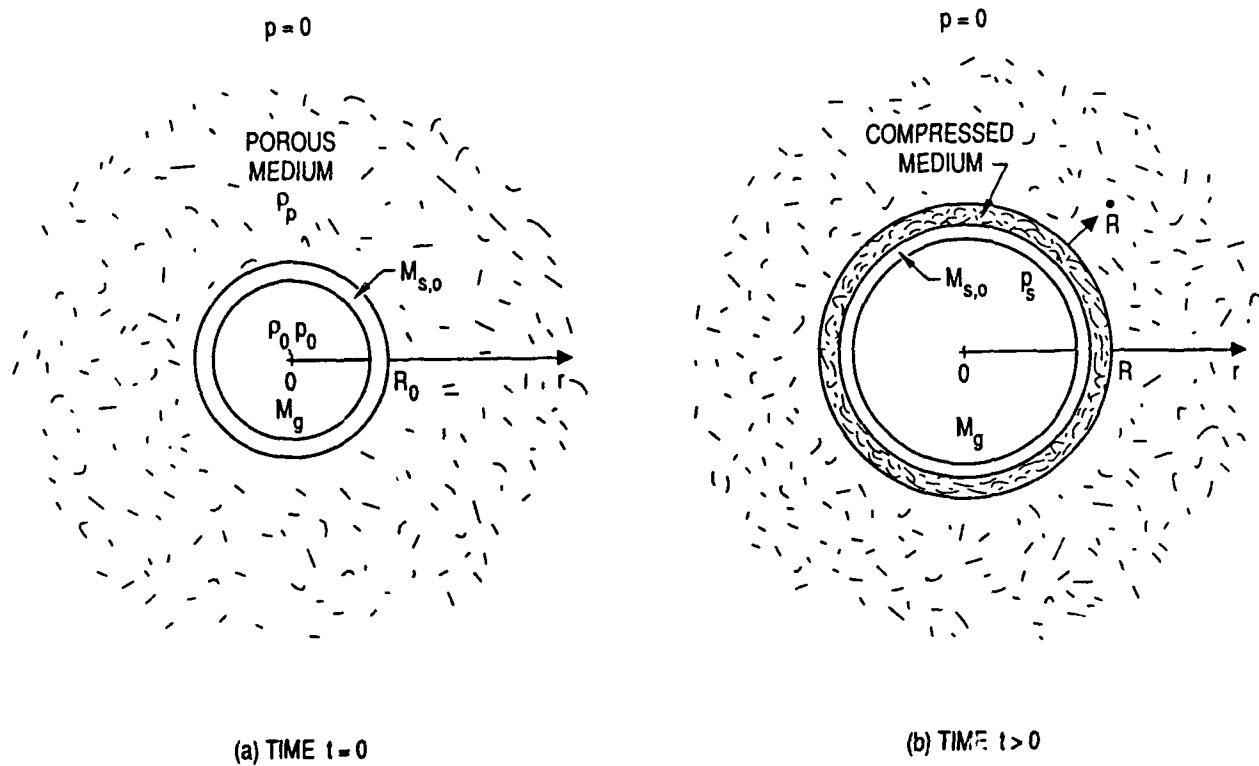 p = 0
POROUS
MEDIUM
ρp
Ms,o
ρ0 p0
0
R0
r
Mg
(a) TIME t = 0
p = 0
COMPRESSED
MEDIUM
Ṙ
Ms,o
ps
0
R
r
Mg
(b) TIME t > 0